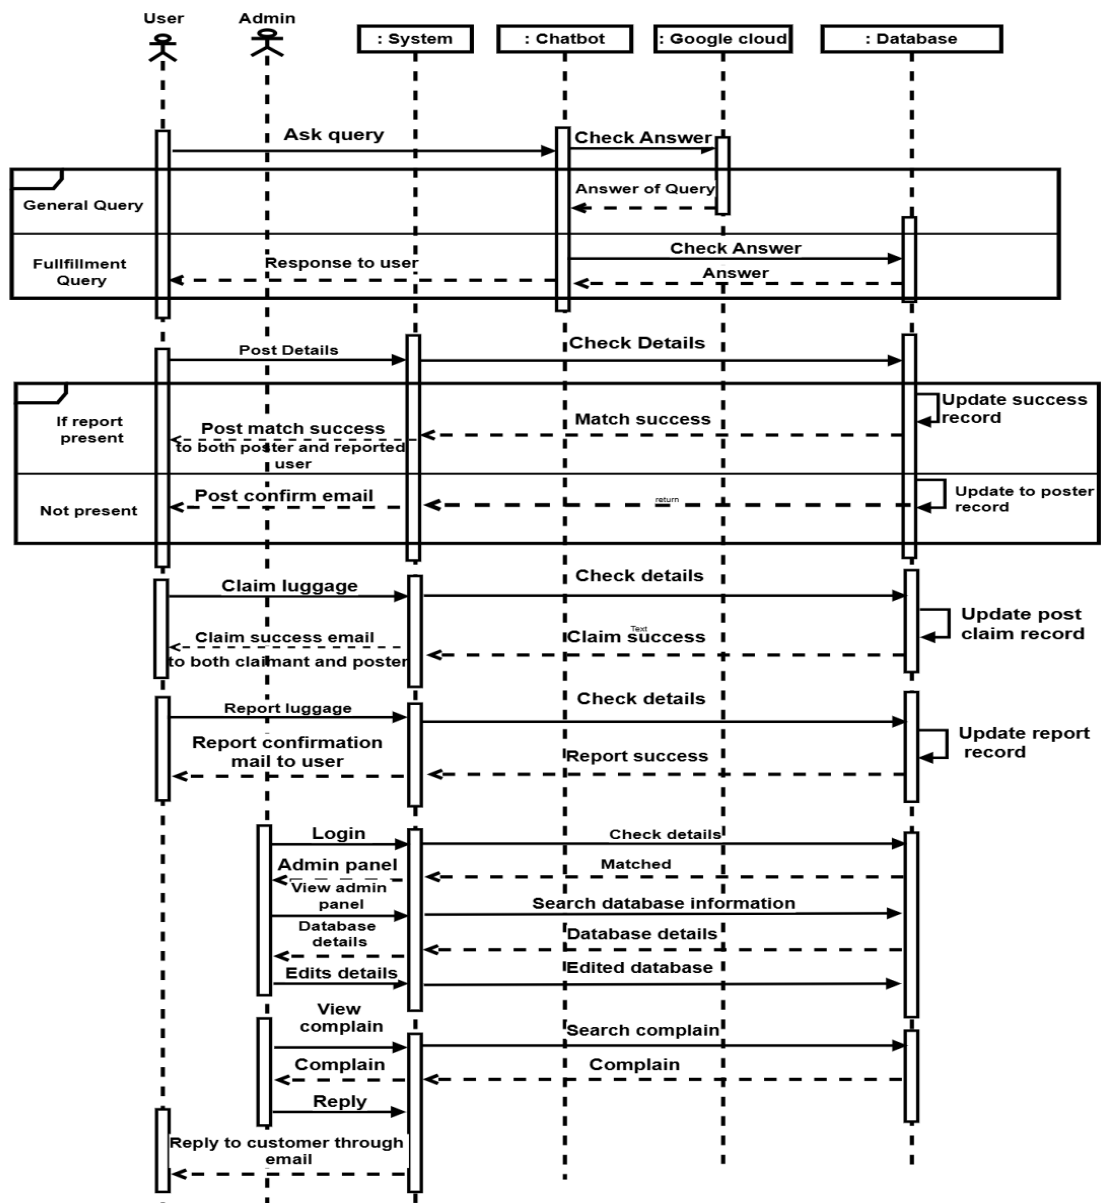 User
Admin
: System
: Chatbot
: Google cloud
: Database
Ask query
Check Answer
Answer of Query
General Query
Check Answer
Fullfillment
Query
Response to user
Answer
Post Details
Check Details
If report
present
Update success
record
Match success
Post match success
to both poster and reported
user
Not present
Post confirm email
return
Update to poster
record
Claim luggage
Check details
Update post
claim record
Text
Claim success
Claim success email
to both claimant and poster
Report luggage
Check details
Update report
record
Report confirmation
mail to user
Report success
Login
Check details
Admin panel
Matched
View admin
panel
Search database information
Database
details
Database details
Edits details
Edited database
View
complain
Search complain
Complain
Complain
Reply
Reply to customer through
email